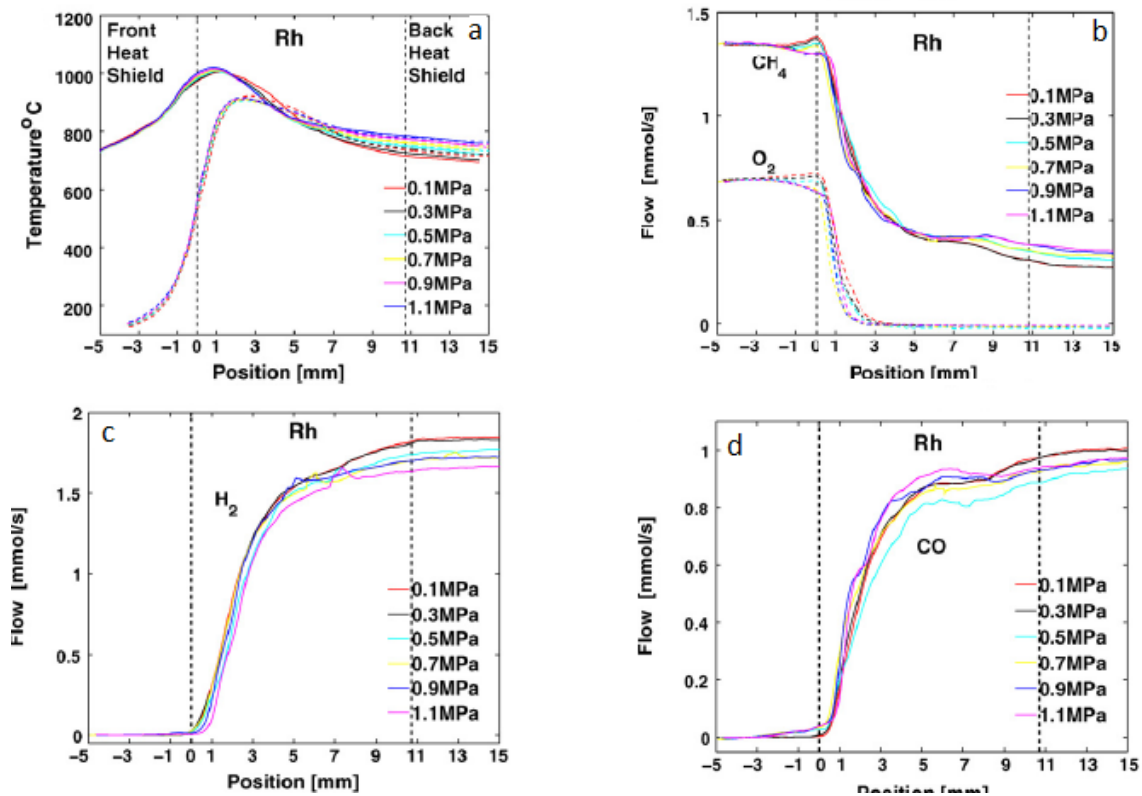 a
Front Heat Shield
Rh
Back Heat Shield
1200
1000
800
600
400
200
Temperature° C
0.1MPa
0.3MPa
0.5MPa
0.7MPa
0.9MPa
1.1MPa
-5 -3 -1 0 1 3 5 7 9 11 13 15
Position [mm]
b
Rh
CH4
O2
1.5
1
0.5
0
Flow [mmol/s]
0.1MPa
0.3MPa
0.5MPa
0.7MPa
0.9MPa
1.1MPa
-5 -3 -1 0 1 3 5 7 9 11 13 15
Position [mm]
c
Rh
H2
2
1.5
1
0.5
0
Flow [mmol/s]
0.1MPa
0.3MPa
0.5MPa
0.7MPa
0.9MPa
1.1MPa
-5 -3 -1 0 1 3 5 7 9 11 13 15
Position [mm]
d
Rh
CO
1
0.8
0.6
0.4
0.2
0
Flow [mmol/s]
0.1MPa
0.3MPa
0.5MPa
0.7MPa
0.9MPa
1.1MPa
-5 -3 -1 0 1 3 5 7 9 11 13 15
Position [mm]